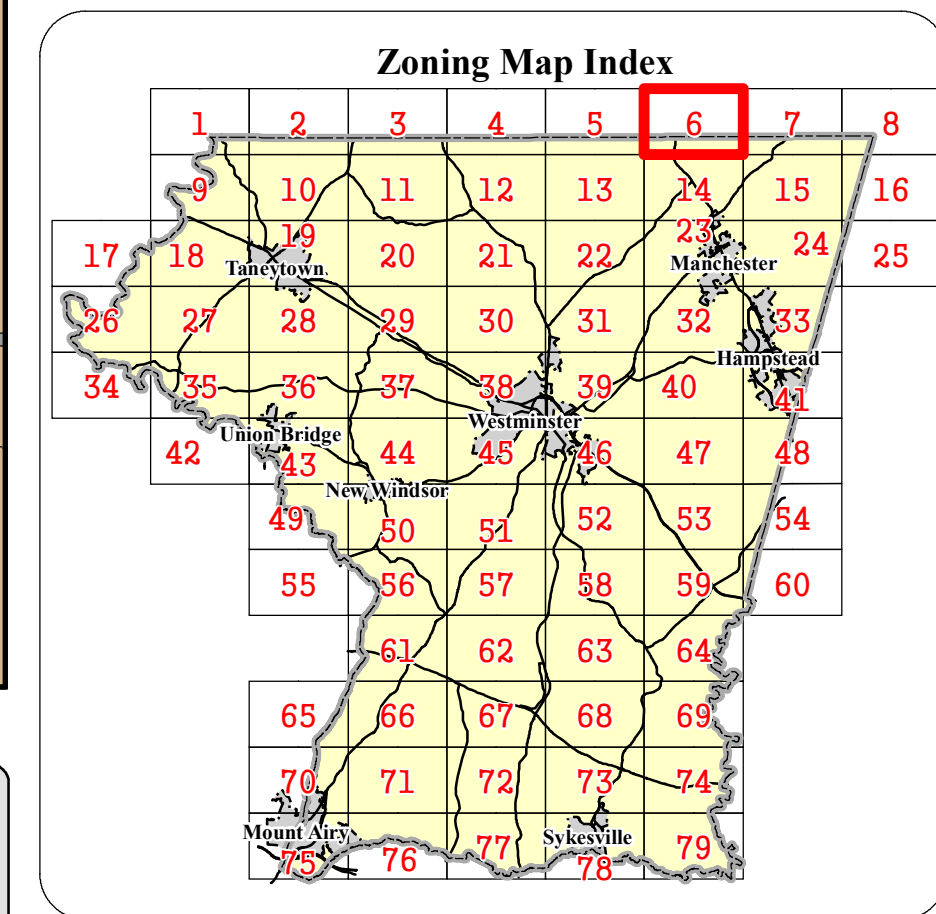 Zoning Map Index
1 2 3 4 5 6 7 8
9 10 11 12 13 14 15 16
17 18 19 20 21 22 23 24 25
Taneytown
Manchester
26 27 28 29 30 31 32 33
Hampstead
34 35 36 37 38 39 40 41
Westminster
Union Bridge
42 43 44 45 46 47 48
New Windsor
49 50 51 52 53 54
55 56 57 58 59 60
61 62 63 64
65 66 67 68 69
70 71 72 73 74
Mount Airy
Sykesville
75 76 77 78 79